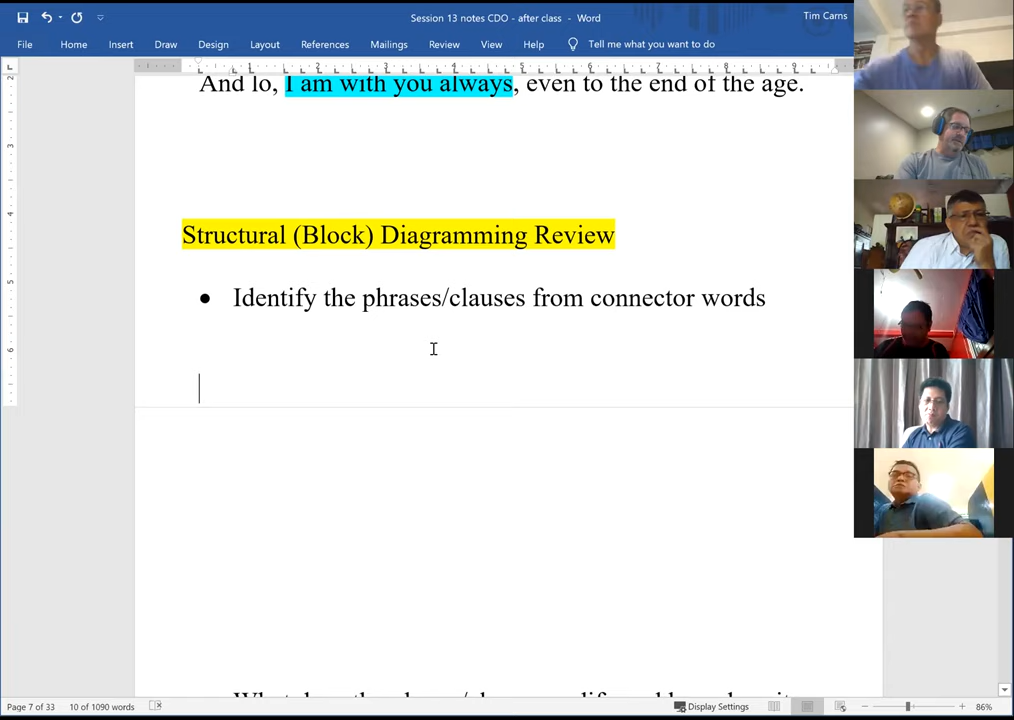 Session 13 notes CDO - after class - Word
Tim Carns
File Home Insert Draw Design Layout References Mailings Review View Help Tell me what you want to do
And lo, I am with you always, even to the end of the age.
Structural (Block) Diagramming Review
• Identify the phrases/clauses from connector words
Page 7 of 33 10 of 1090 words Display Settings 86%